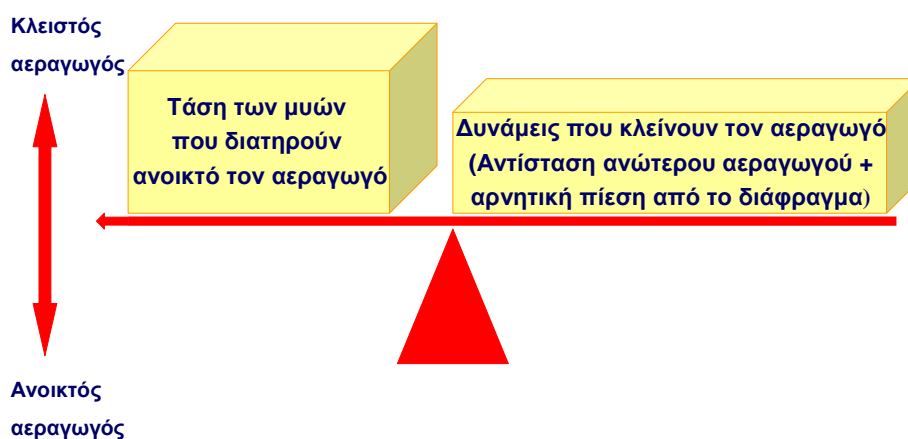 Κλειστός
αεραγωγός
Τάση των μυών
που διατηρούν
ανοικτό τον αεραγωγό
Δυνάμεις που κλείνουν τον αεραγωγό
(Αντίσταση ανώτερου αεραγωγού +
αρνητική πίεση από το διάφραγμα)
Ανοικτός
αεραγωγός